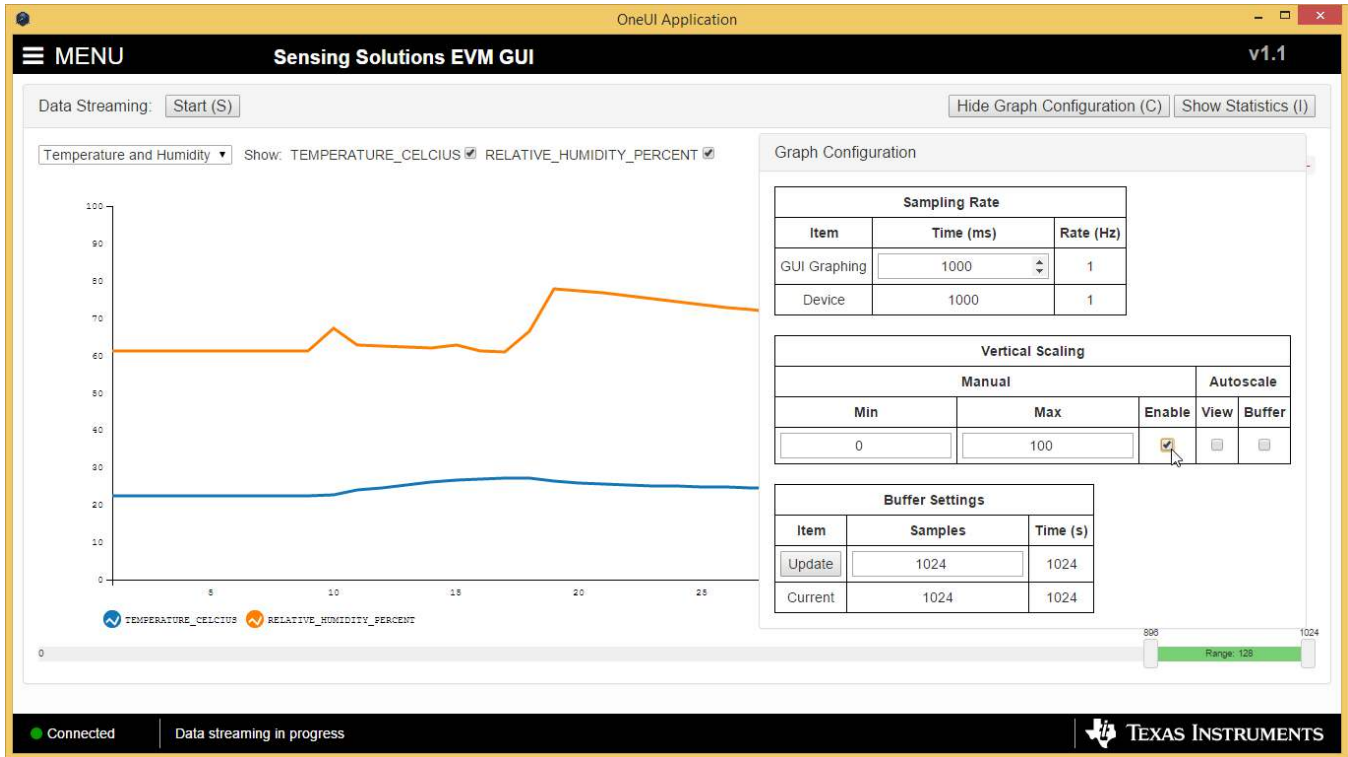 OneUI Application
MENU Sensing Solutions EVM GUI v1.1
Data Streaming: Start (S) Hide Graph Configuration (C) Show Statistics (I)
Temperature and Humidity Show: TEMPERATURE_CELCIUS RELATIVE_HUMIDITY_PERCENT
Graph Configuration
Sampling Rate
Item Time (ms) Rate (Hz)
GUI Graphing 1000 1
Device 1000 1
Vertical Scaling
Manual Autoscale
Min Max Enable View Buffer
0 100
Buffer Settings
Item Samples Time (s)
Update 1024 1024
Current 1024 1024
100
90
80
70
60
50
40
30
20
10
0
5 10 15 20 25
TEMPERATURE_CELCIUS RELATIVE_HUMIDITY_PERCENT
896 1024
0 Range: 128
Connected Data streaming in progress TEXAS INSTRUMENTS